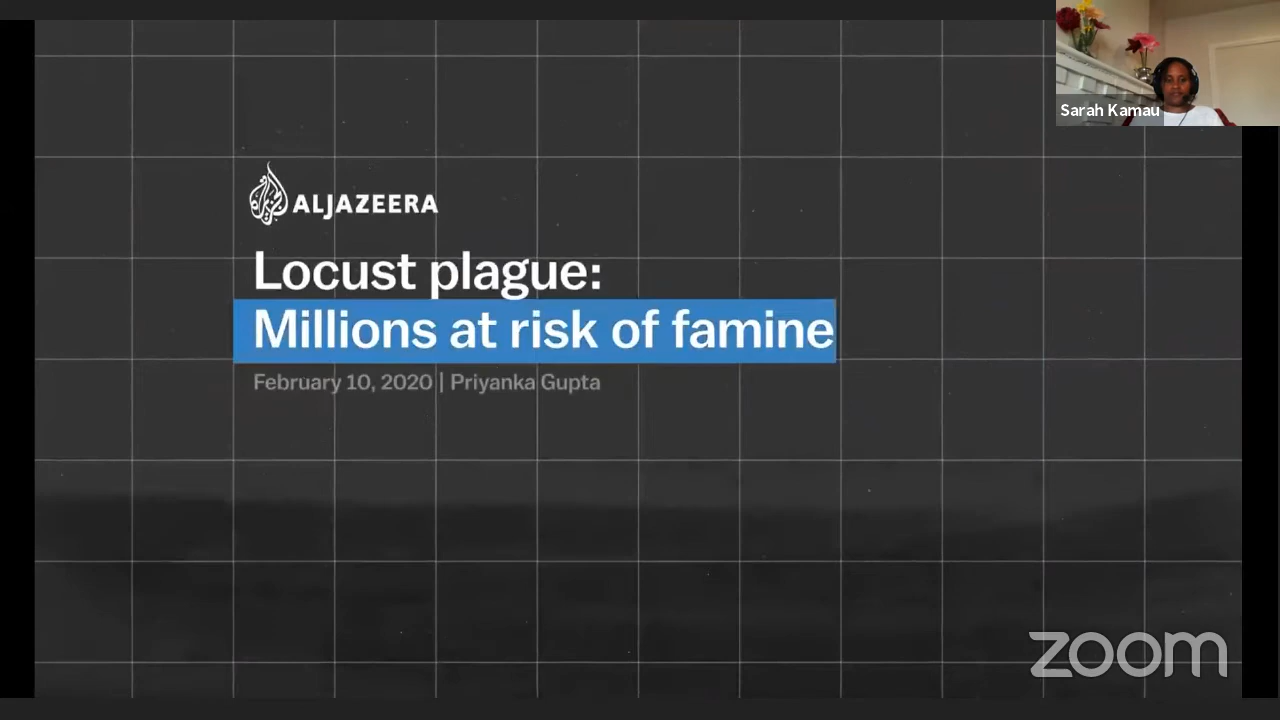 Sarah Kamau
ALJAZEERA
Locust plague:
Millions at risk of famine
February 10, 2020 | Priyanka Gupta
zoom